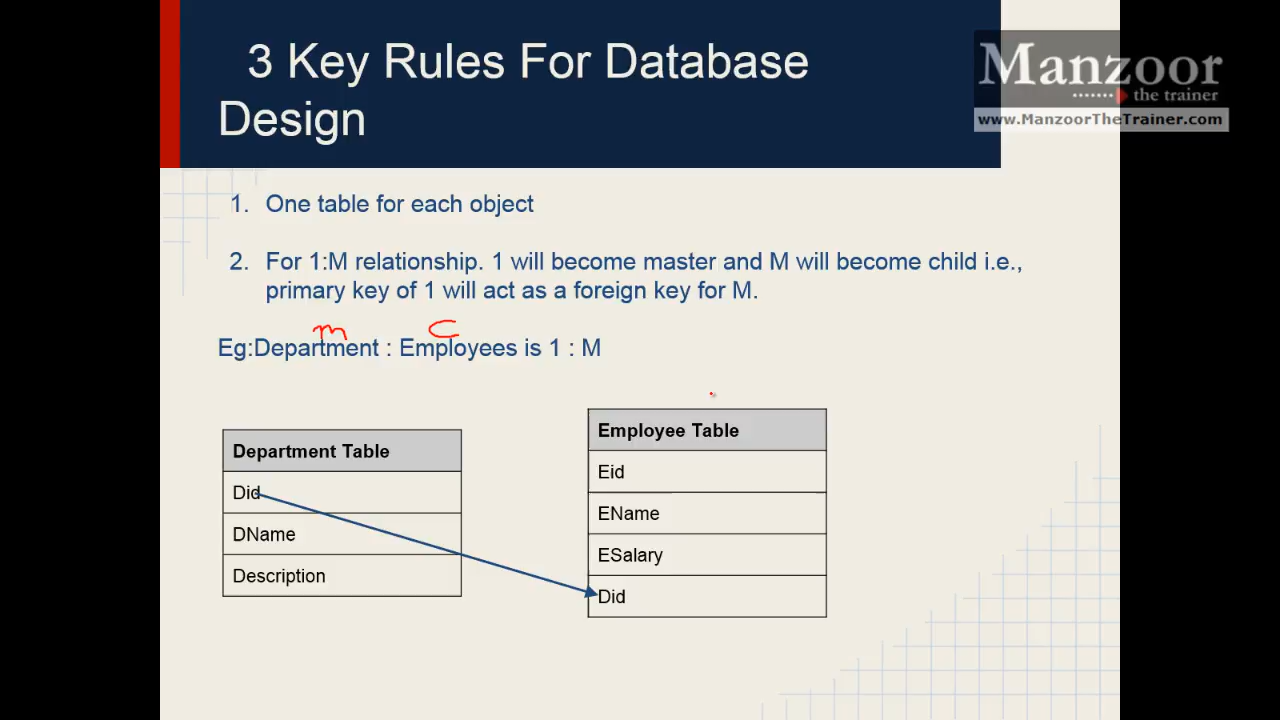 3 Key Rules For Database
Design
Manzoor
the trainer
www.ManzoorTheTrainer.com
1. One table for each object
2. For 1:M relationship. 1 will become master and M will become child i.e.,
primary key of 1 will act as a foreign key for M.
m C
Eg:Department : Employees is 1 : M
Department Table
Did
DName
Description
Employee Table
Eid
EName
ESalary
Did